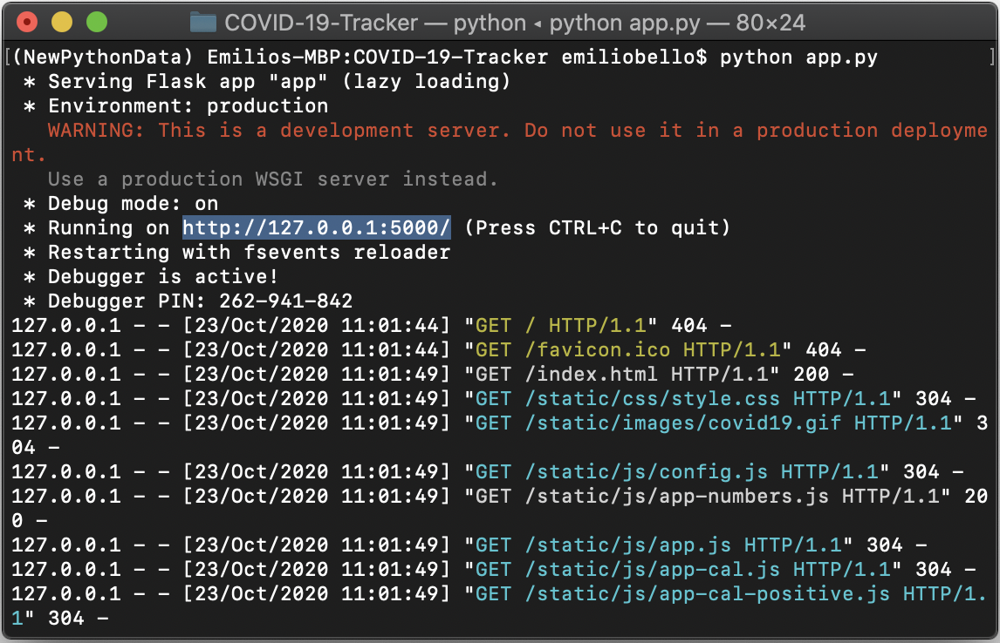 COVID-19-Tracker — python ◂ python app.py — 80×24
[(NewPythonData) Emilios-MBP:COVID-19-Tracker emiliobello$ python app.py ]
 * Serving Flask app "app" (lazy loading)
 * Environment: production
   WARNING: This is a development server. Do not use it in a production deployme
nt.
   Use a production WSGI server instead.
 * Debug mode: on
 * Running on http://127.0.0.1:5000/ (Press CTRL+C to quit)
 * Restarting with fsevents reloader
 * Debugger is active!
 * Debugger PIN: 262-941-842
127.0.0.1 - - [23/Oct/2020 11:01:44] "GET / HTTP/1.1" 404 -
127.0.0.1 - - [23/Oct/2020 11:01:44] "GET /favicon.ico HTTP/1.1" 404 -
127.0.0.1 - - [23/Oct/2020 11:01:49] "GET /index.html HTTP/1.1" 200 -
127.0.0.1 - - [23/Oct/2020 11:01:49] "GET /static/css/style.css HTTP/1.1" 304 -
127.0.0.1 - - [23/Oct/2020 11:01:49] "GET /static/images/covid19.gif HTTP/1.1" 3
04 -
127.0.0.1 - - [23/Oct/2020 11:01:49] "GET /static/js/config.js HTTP/1.1" 304 -
127.0.0.1 - - [23/Oct/2020 11:01:49] "GET /static/js/app-numbers.js HTTP/1.1" 20
0 -
127.0.0.1 - - [23/Oct/2020 11:01:49] "GET /static/js/app.js HTTP/1.1" 304 -
127.0.0.1 - - [23/Oct/2020 11:01:49] "GET /static/js/app-cal.js HTTP/1.1" 304 -
127.0.0.1 - - [23/Oct/2020 11:01:49] "GET /static/js/app-cal-positive.js HTTP/1.
1" 304 -